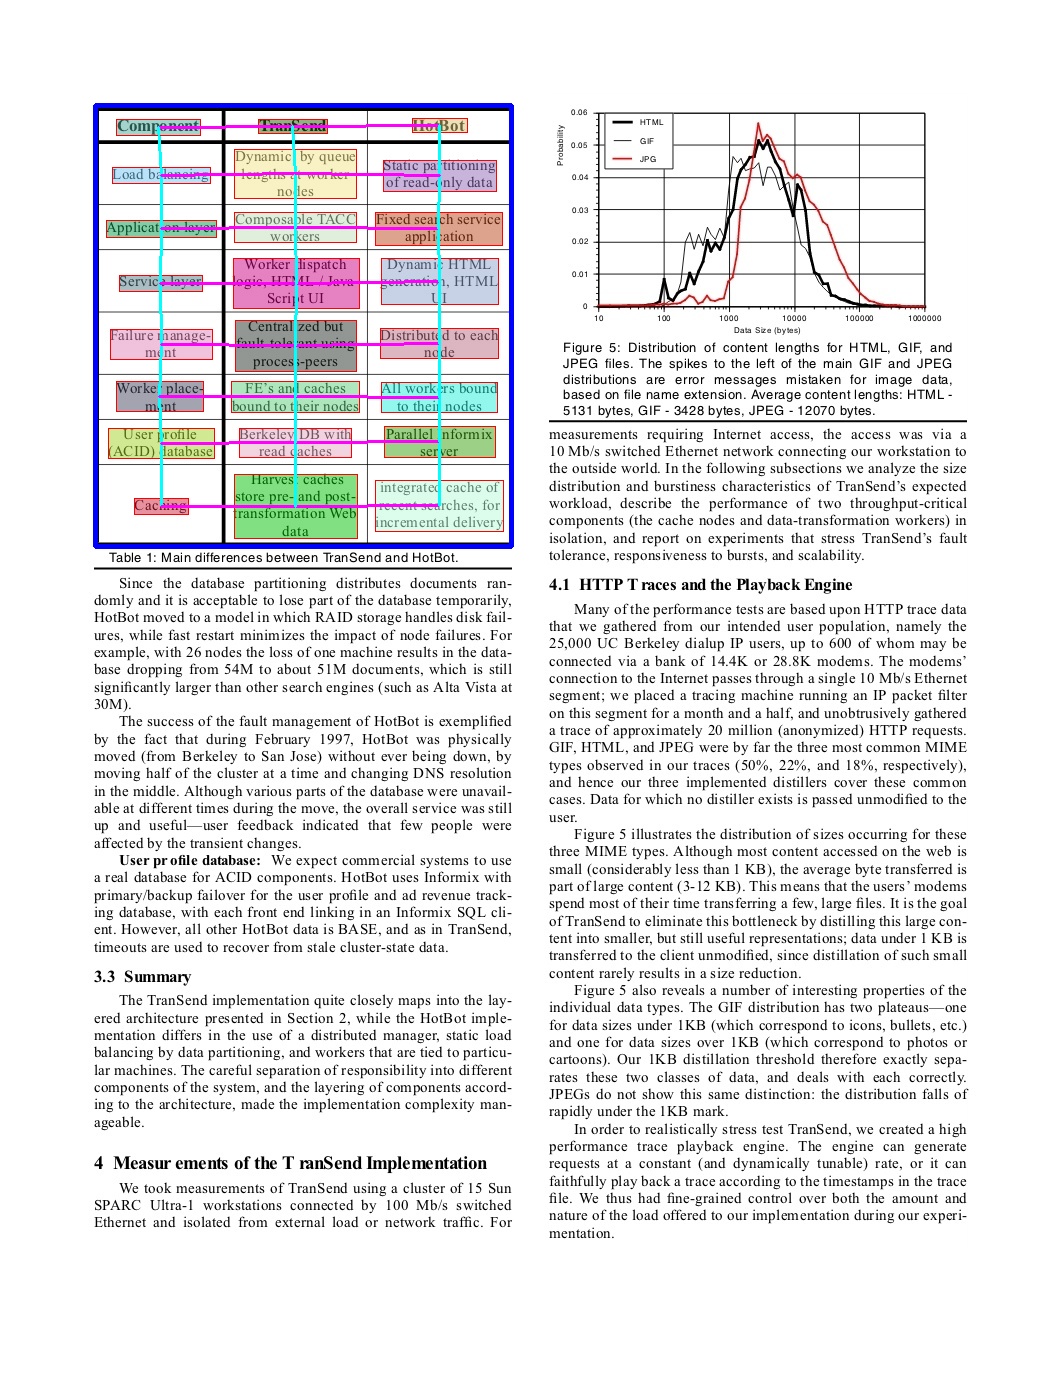 Component TranSend HotBot
Load balancing
Dynamic, by queue
lengths at worker
nodes
Static partitioning
of read-only data
Application layer
Composable TACC
workers
Fixed search service
application
Service layer
Worker dispatch
logic, HTML / Java-
Script UI
Dynamic HTML
generation, HTML
UI
Failure manage-
ment
Centralized but
fault-tolerant using
process-peers
Distributed to each
node
Worker place-
ment
FE's and caches
bound to their nodes
All workers bound
to their nodes
User profile
(ACID) database
Berkeley DB with
read caches
Parallel Informix
server
Caching
Harvest caches
store pre- and post-
transformation Web
data
integrated cache of
recent searches, for
incremental delivery
Table 1: Main differences between TranSend and HotBot.
Since the database partitioning distributes documents ran-
domly and it is acceptable to lose part of the database temporarily,
HotBot moved to a model in which RAID storage handles disk fail-
ures, while fast restart minimizes the impact of node failures. For
example, with 26 nodes the loss of one machine results in the data-
base dropping from 54M to about 51M documents, which is still
significantly larger than other search engines (such as Alta Vista at
30M).
The success of the fault management of HotBot is exemplified
by the fact that during February 1997, HotBot was physically
moved (from Berkeley to San Jose) without ever being down, by
moving half of the cluster at a time and changing DNS resolution
in the middle. Although various parts of the database were unavail-
able at different times during the move, the overall service was still
up and useful—user feedback indicated that few people were
affected by the transient changes.
User profile database: We expect commercial systems to use
a real database for ACID components. HotBot uses Informix with
primary/backup failover for the user profile and ad revenue track-
ing database, with each front end linking in an Informix SQL cli-
ent. However, all other HotBot data is BASE, and as in TranSend,
timeouts are used to recover from stale cluster-state data.
3.3 Summary
The TranSend implementation quite closely maps into the lay-
ered architecture presented in Section 2, while the HotBot imple-
mentation differs in the use of a distributed manager, static load
balancing by data partitioning, and workers that are tied to particu-
lar machines. The careful separation of responsibility into different
components of the system, and the layering of components accord-
ing to the architecture, made the implementation complexity man-
ageable.
4 Measurements of the TranSend Implementation
We took measurements of TranSend using a cluster of 15 Sun
SPARC Ultra-1 workstations connected by 100 Mb/s switched
Ethernet and isolated from external load or network traffic. For
0.06
0.05
0.04
0.03
0.02
0.01
0
Probability
HTML
GIF
JPG
10 100 1000 10000 100000 1000000
Data Size (bytes)
Figure 5: Distribution of content lengths for HTML, GIF, and
JPEG files. The spikes to the left of the main GIF and JPEG
distributions are error messages mistaken for image data,
based on file name extension. Average content lengths: HTML -
5131 bytes, GIF - 3428 bytes, JPEG - 12070 bytes.
measurements requiring Internet access, the access was via a
10 Mb/s switched Ethernet network connecting our workstation to
the outside world. In the following subsections we analyze the size
distribution and burstiness characteristics of TranSend's expected
workload, describe the performance of two throughput-critical
components (the cache nodes and data-transformation workers) in
isolation, and report on experiments that stress TranSend's fault
tolerance, responsiveness to bursts, and scalability.
4.1 HTTP Traces and the Playback Engine
Many of the performance tests are based upon HTTP trace data
that we gathered from our intended user population, namely the
25,000 UC Berkeley dialup IP users, up to 600 of whom may be
connected via a bank of 14.4K or 28.8K modems. The modems'
connection to the Internet passes through a single 10 Mb/s Ethernet
segment; we placed a tracing machine running an IP packet filter
on this segment for a month and a half, and unobtrusively gathered
a trace of approximately 20 million (anonymized) HTTP requests.
GIF, HTML, and JPEG were by far the three most common MIME
types observed in our traces (50%, 22%, and 18%, respectively),
and hence our three implemented distillers cover these common
cases. Data for which no distiller exists is passed unmodified to the
user.
Figure 5 illustrates the distribution of sizes occurring for these
three MIME types. Although most content accessed on the web is
small (considerably less than 1 KB), the average byte transferred is
part of large content (3-12 KB). This means that the users' modems
spend most of their time transferring a few, large files. It is the goal
of TranSend to eliminate this bottleneck by distilling this large con-
tent into smaller, but still useful representations; data under 1 KB is
transferred to the client unmodified, since distillation of such small
content rarely results in a size reduction.
Figure 5 also reveals a number of interesting properties of the
individual data types. The GIF distribution has two plateaus—one
for data sizes under 1KB (which correspond to icons, bullets, etc.)
and one for data sizes over 1KB (which correspond to photos or
cartoons). Our 1KB distillation threshold therefore exactly sepa-
rates these two classes of data, and deals with each correctly.
JPEGs do not show this same distinction: the distribution falls of
rapidly under the 1KB mark.
In order to realistically stress test TranSend, we created a high
performance trace playback engine. The engine can generate
requests at a constant (and dynamically tunable) rate, or it can
faithfully play back a trace according to the timestamps in the trace
file. We thus had fine-grained control over both the amount and
nature of the load offered to our implementation during our experi-
mentation.